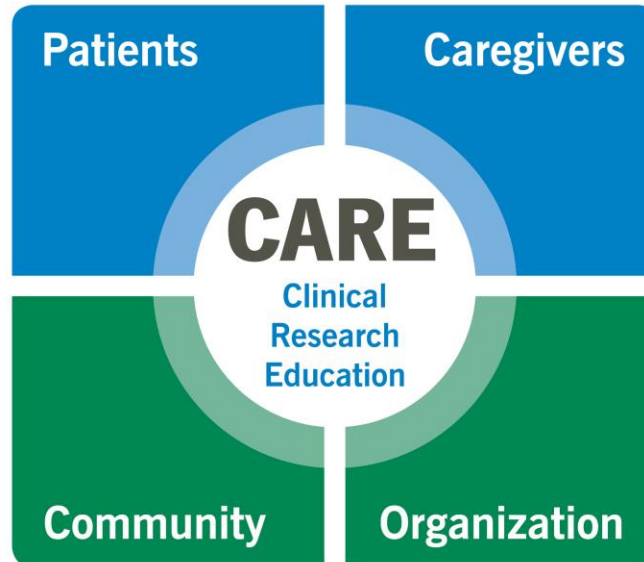 Patients
Caregivers
CARE
Clinical
Research
Education
Community
Organization